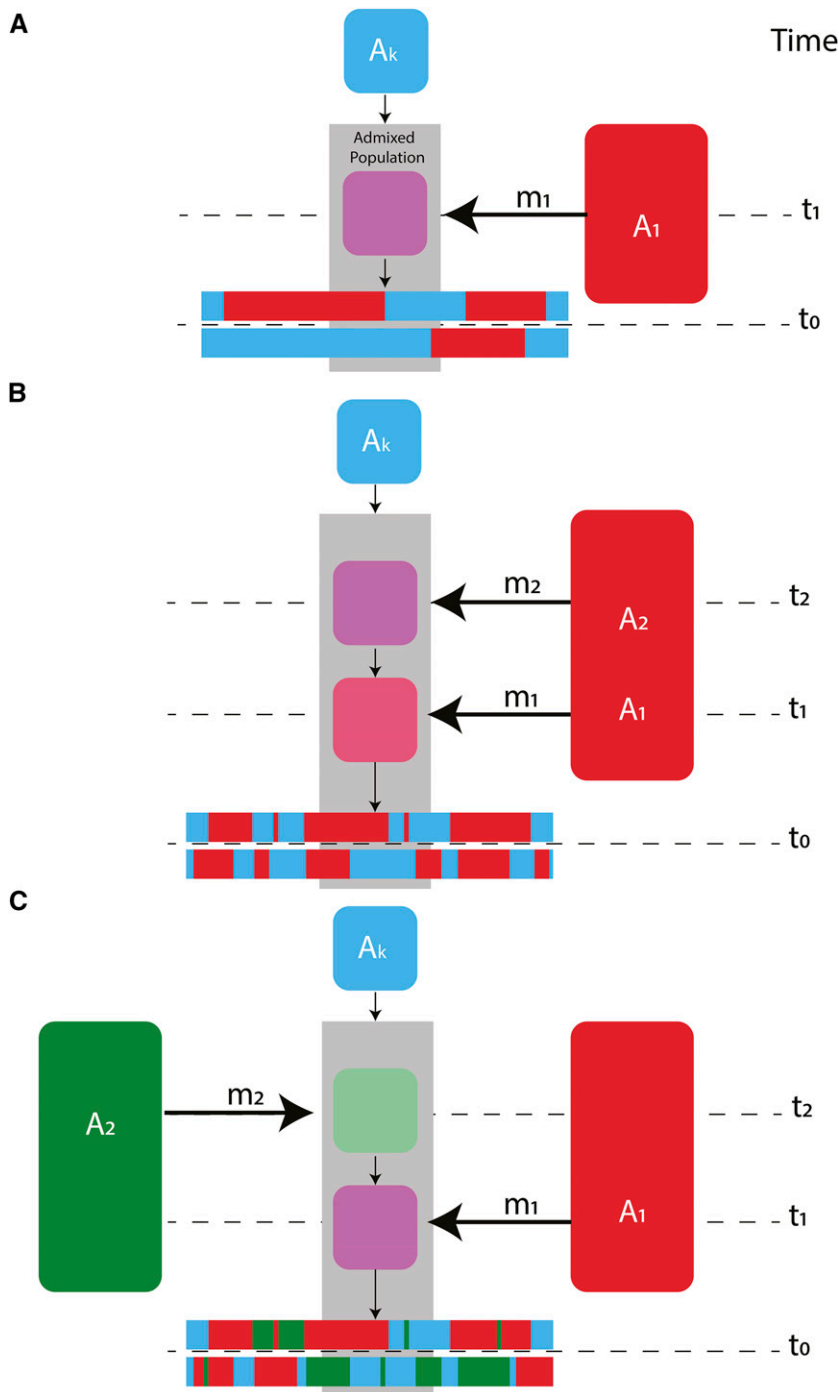 A
Time
Aₖ
Admixed
Population
m₁
A₁
t₁
t₀
B
Aₖ
m₂
A₂
t₂
m₁
A₁
t₁
t₀
C
Aₖ
A₂
m₂
t₂
m₁
A₁
t₁
t₀